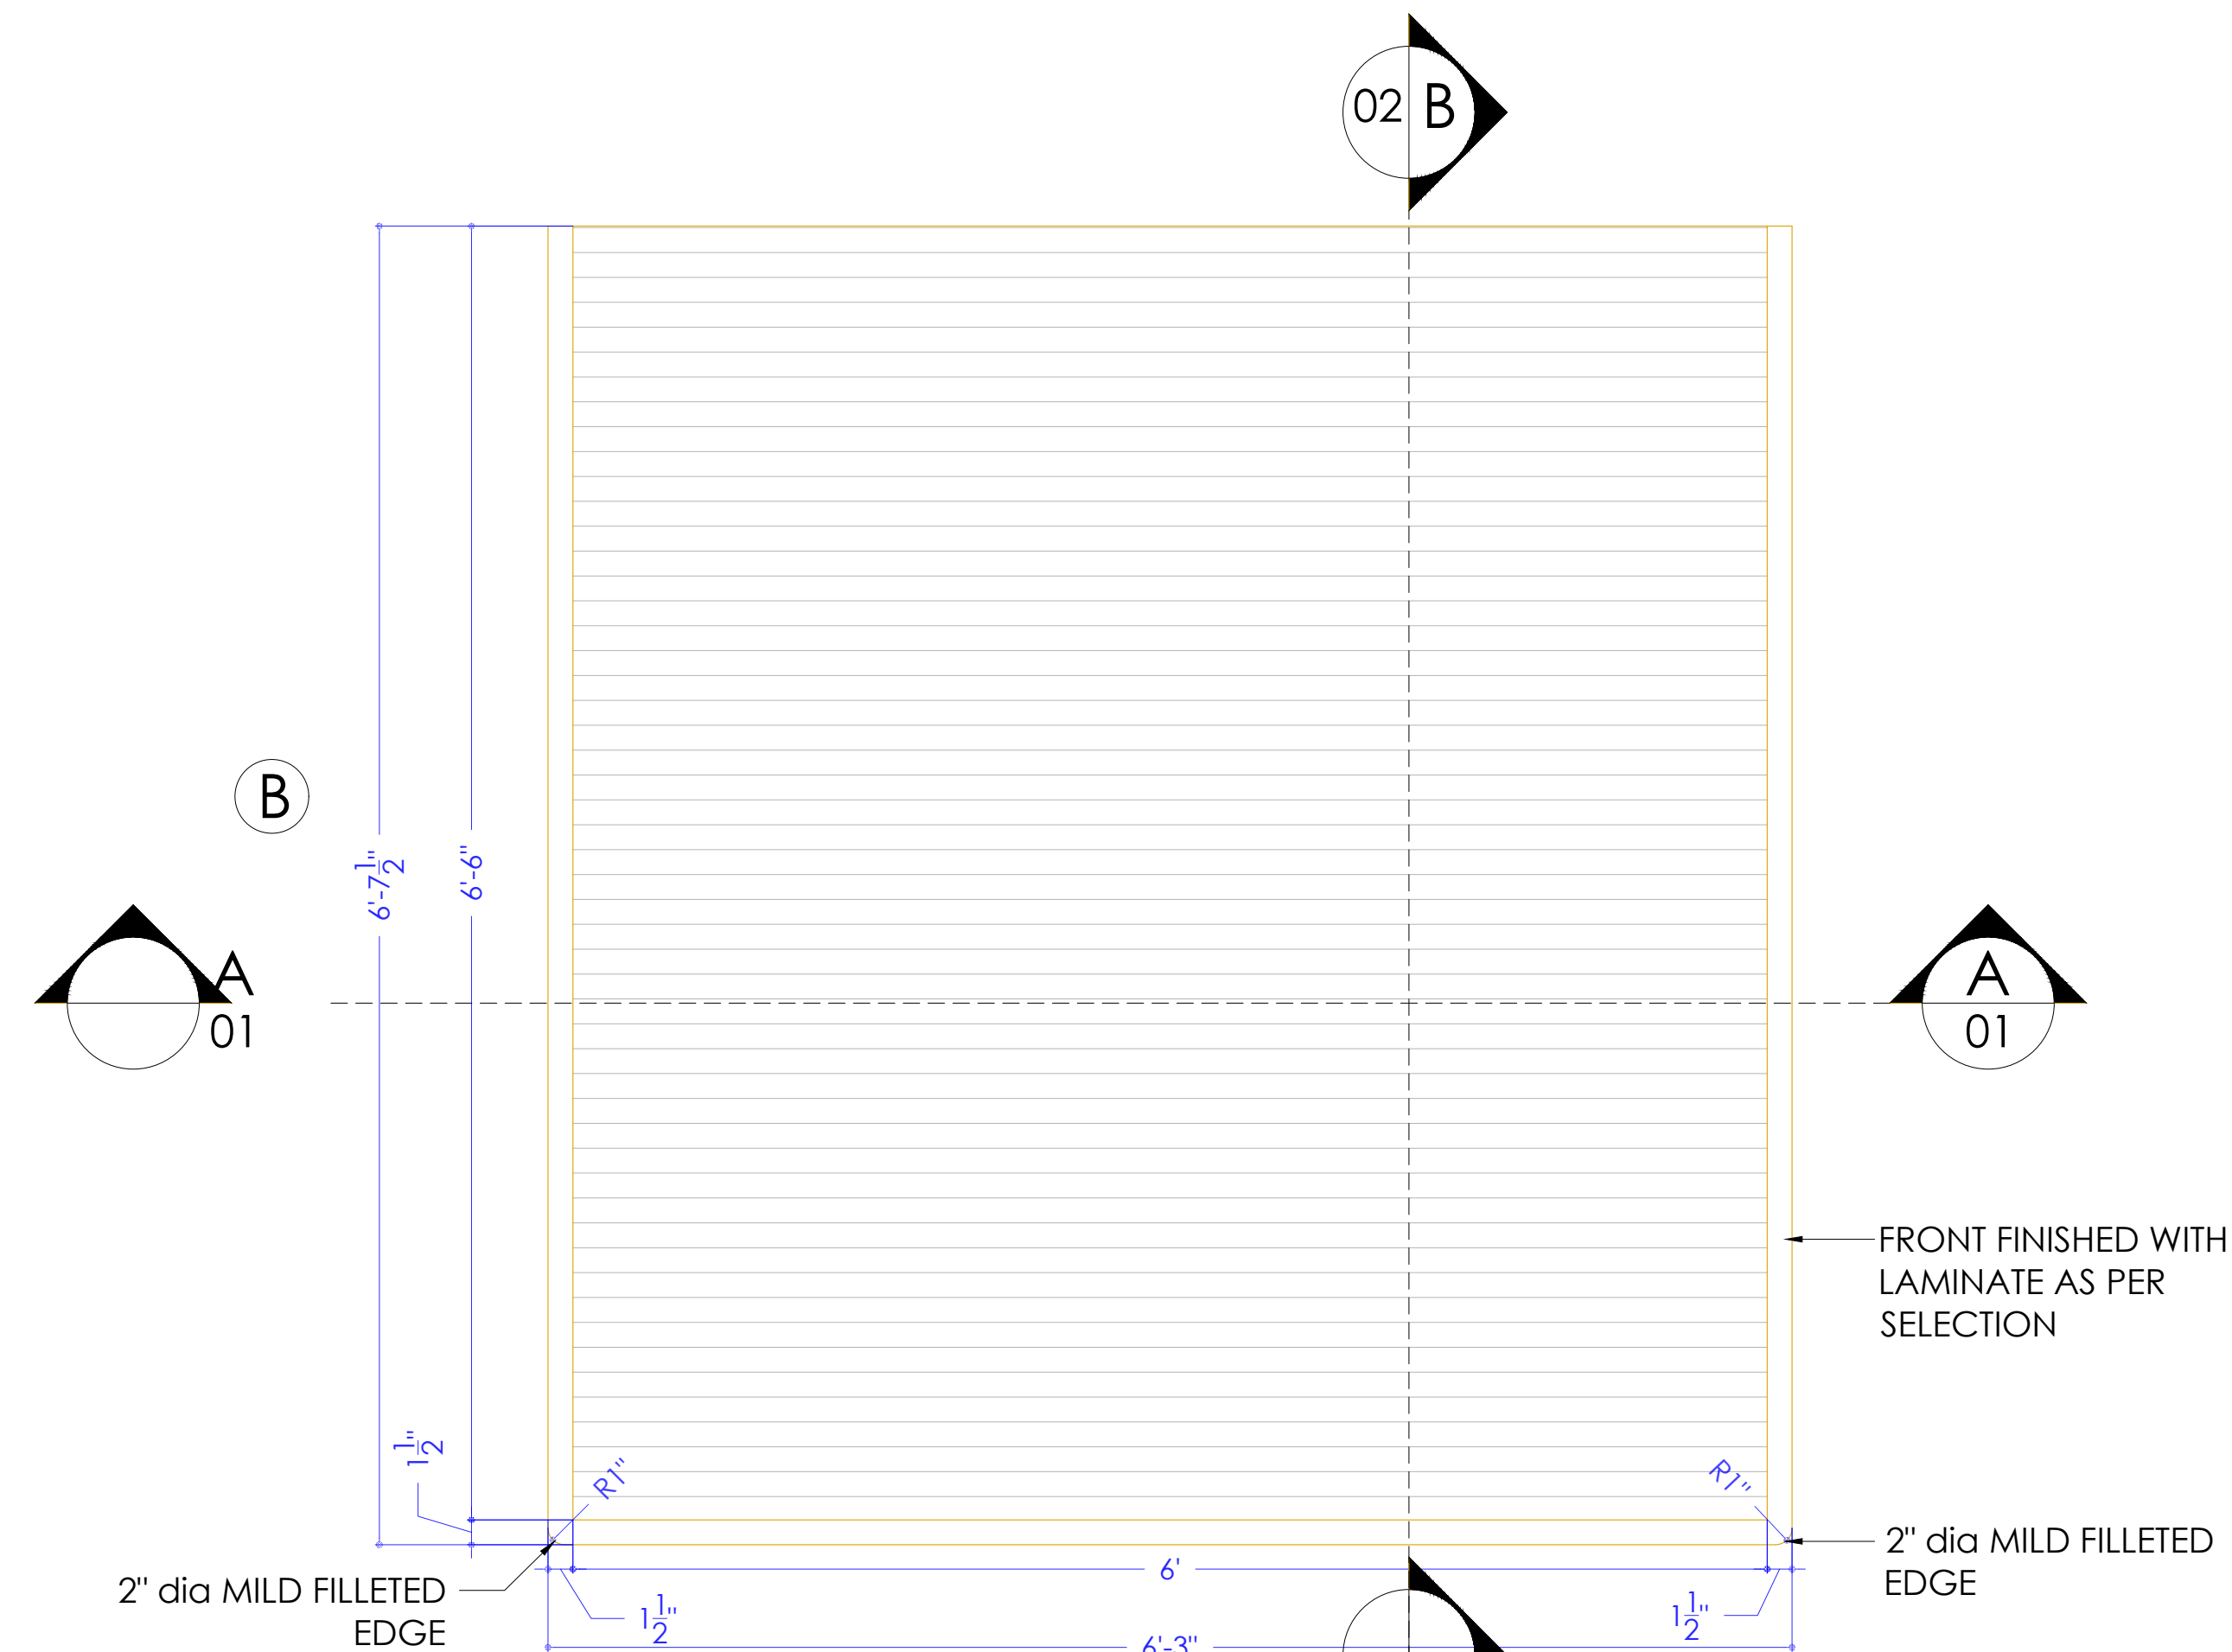 02 B
B
6'-7 1/2"
6'-6"
A
01
A
01
FRONT FINISHED WITH
LAMINATE AS PER
SELECTION
1 1/2"
R1"
R1"
2" dia MILD FILLETED
EDGE
6'
2" dia MILD FILLETED
EDGE
1 1/2"
1 1/2"
6'-3"